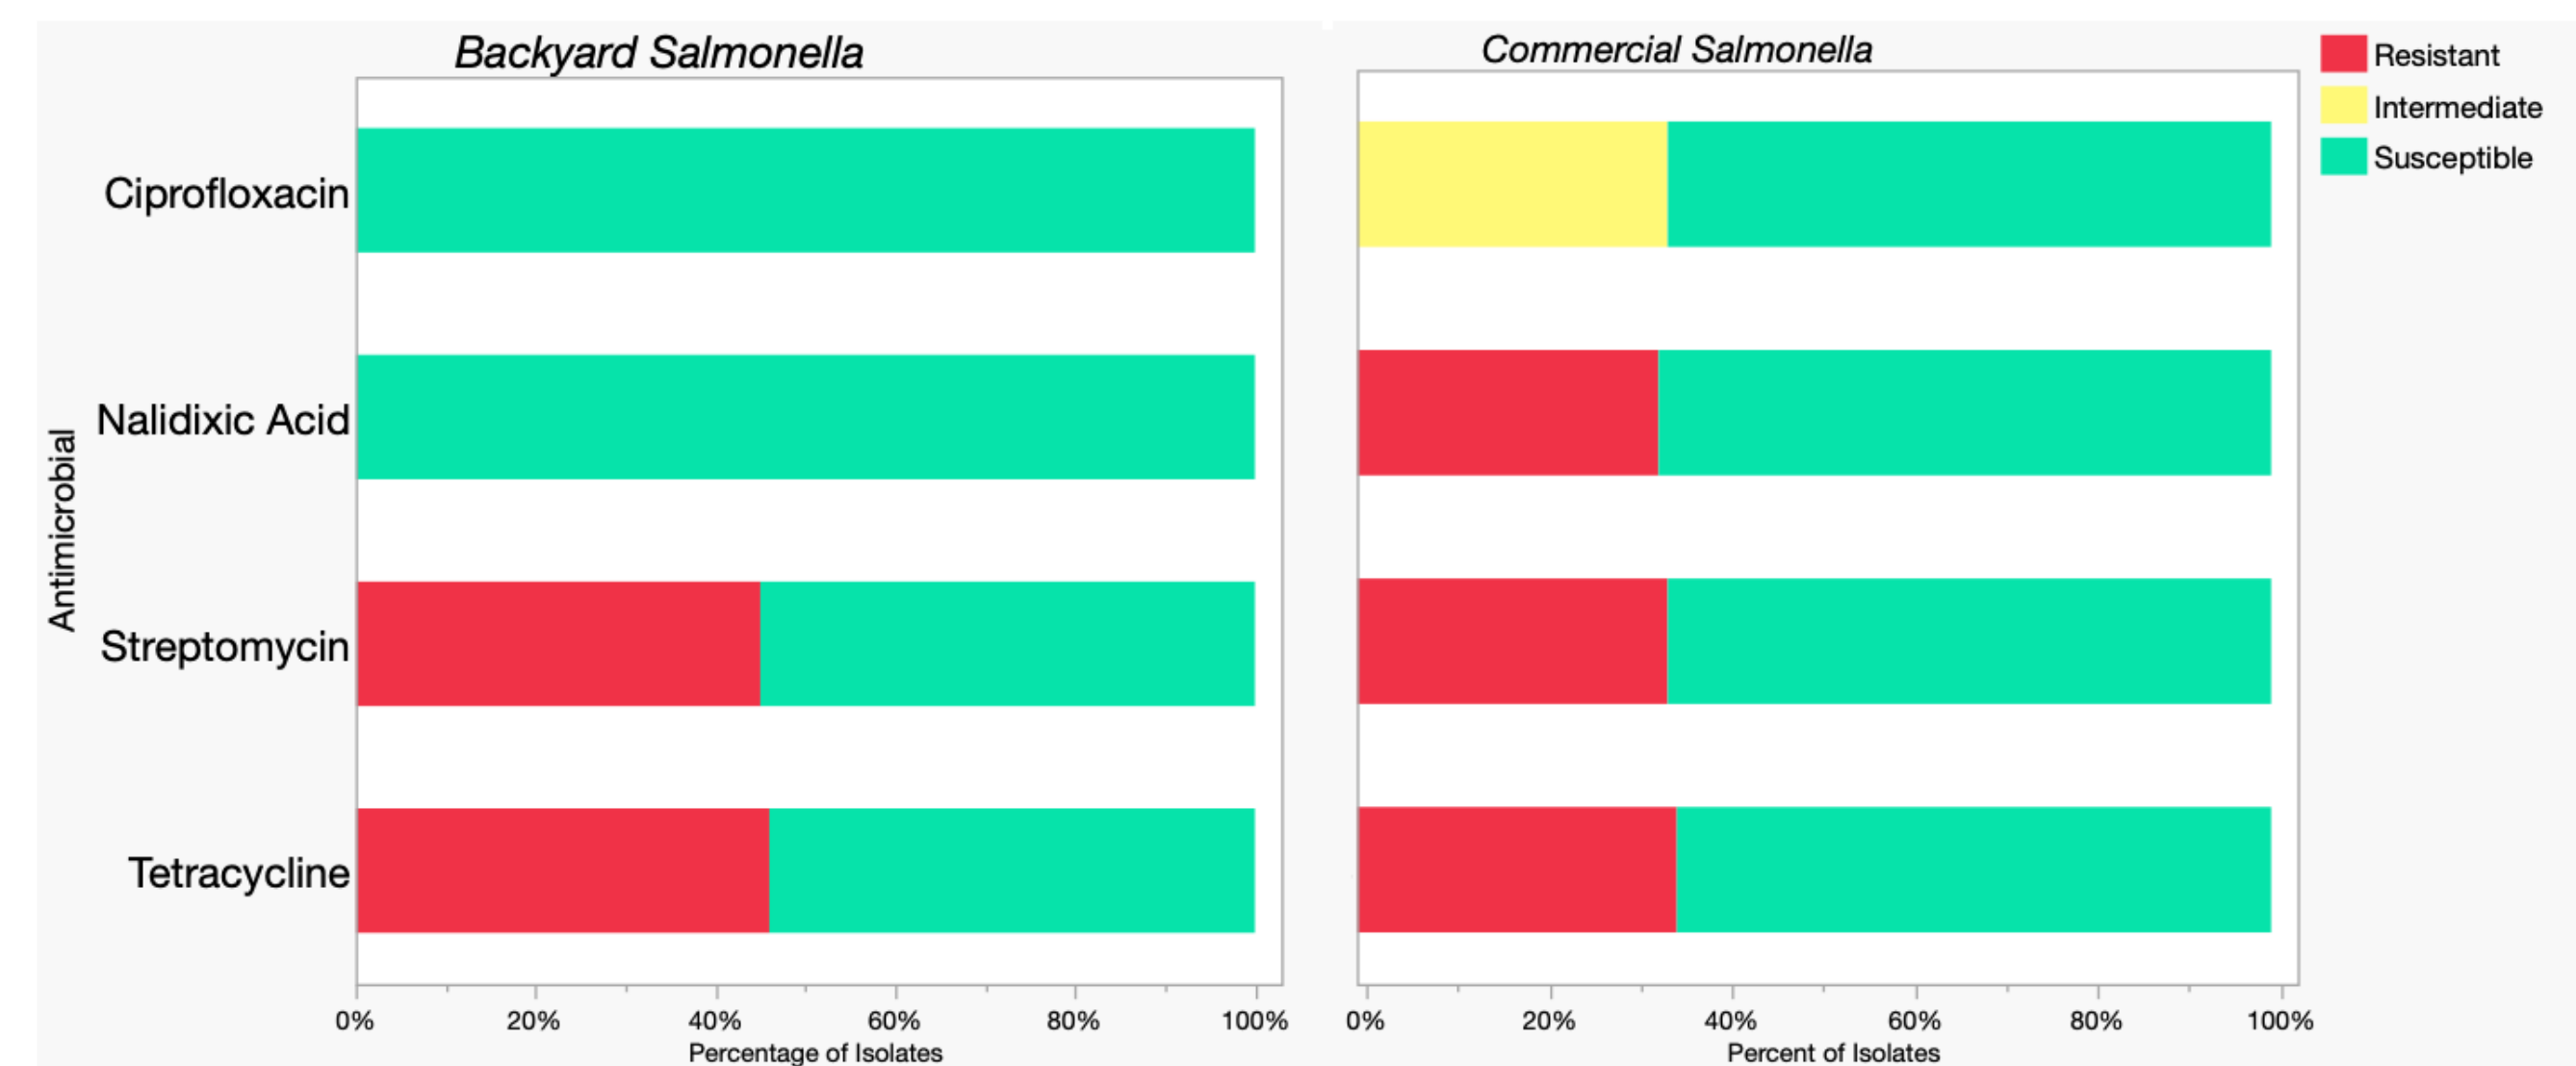 Backyard Salmonella
Commercial Salmonella
Resistant
Intermediate
Susceptible
Antimicrobial
Ciprofloxacin
Nalidixic Acid
Streptomycin
Tetracycline
0% 20% 40% 60% 80% 100%
Percentage of Isolates
0% 20% 40% 60% 80% 100%
Percent of Isolates